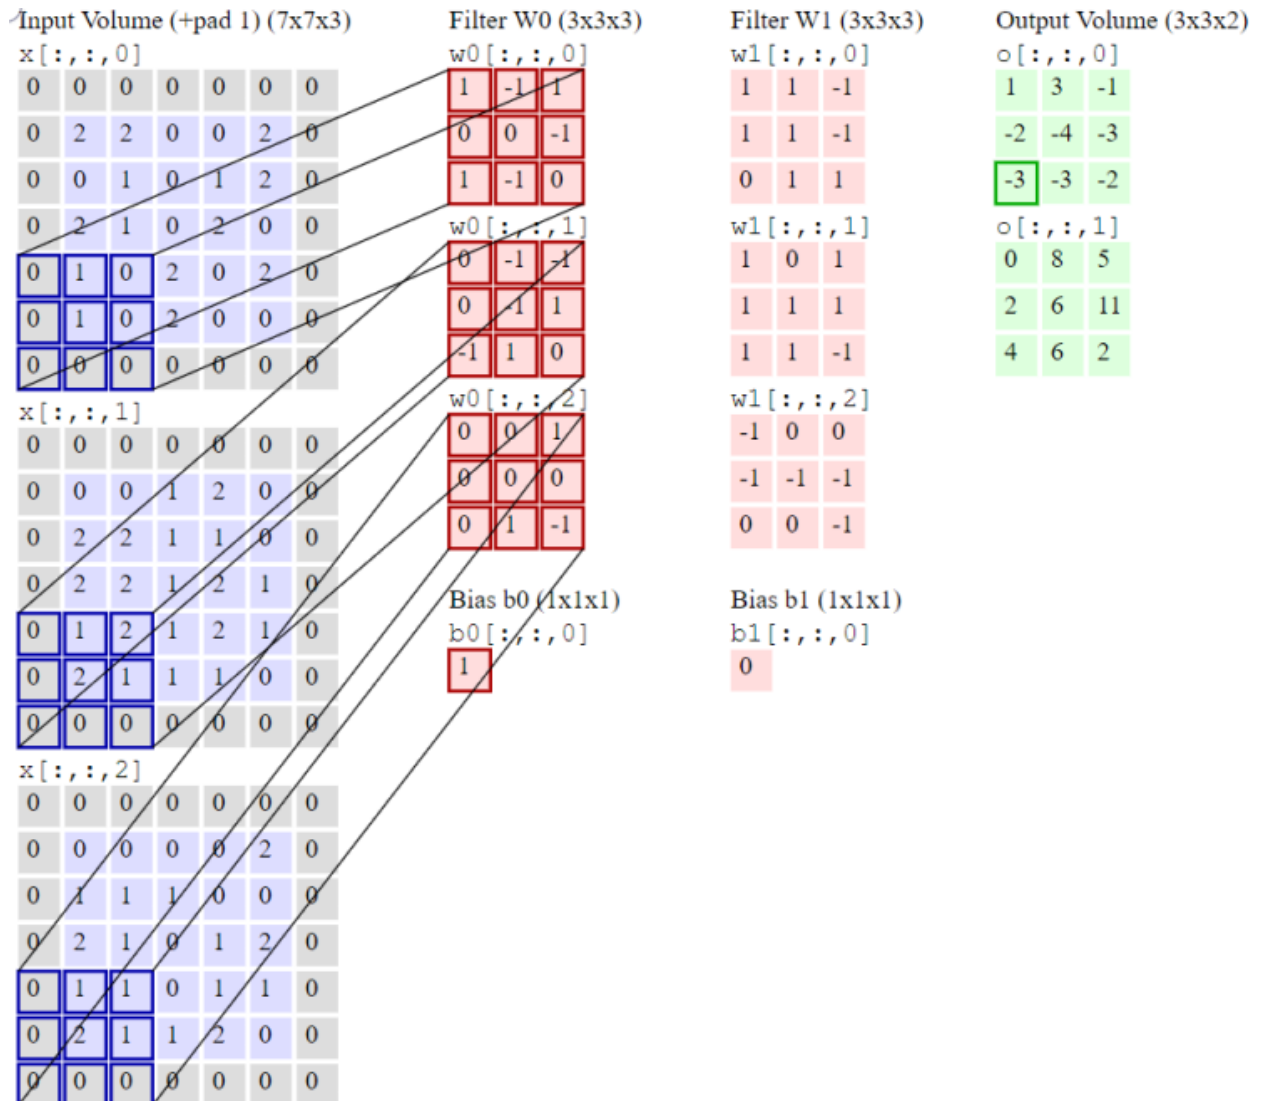 Input Volume (+pad 1) (7x7x3)
x[:,:,0]
0 0 0 0 0 0 0
0 2 2 0 0 2 0
0 0 1 0 1 2 0
0 2 1 0 2 0 0
0 1 0 2 0 2 0
0 1 0 2 0 0 0
0 0 0 0 0 0 0
x[:,:,1]
0 0 0 0 0 0 0
0 0 0 1 2 0 0
0 2 2 1 1 0 0
0 2 2 1 2 1 0
0 1 2 1 2 1 0
0 2 1 1 1 0 0
0 0 0 0 0 0 0
x[:,:,2]
0 0 0 0 0 0 0
0 0 0 0 0 2 0
0 1 1 1 0 0 0
0 2 1 0 1 2 0
0 1 1 0 1 1 0
0 2 1 1 2 0 0
0 0 0 0 0 0 0
Filter W0 (3x3x3)
w0[:,:,0]
1 -1 1
0 0 -1
1 -1 0
w0[:,:,1]
0 -1 -1
0 -1 1
-1 1 0
w0[:,:,2]
0 0 1
0 0 0
0 1 -1
Bias b0 (1x1x1)
b0[:,:,0]
1
Filter W1 (3x3x3)
w1[:,:,0]
1 1 -1
1 1 -1
0 1 1
w1[:,:,1]
1 0 1
1 1 1
1 1 -1
w1[:,:,2]
-1 0 0
-1 -1 -1
0 0 -1
Bias b1 (1x1x1)
b1[:,:,0]
0
Output Volume (3x3x2)
o[:,:,0]
1 3 -1
-2 -4 -3
-3 -3 -2
o[:,:,1]
0 8 5
2 6 11
4 6 2